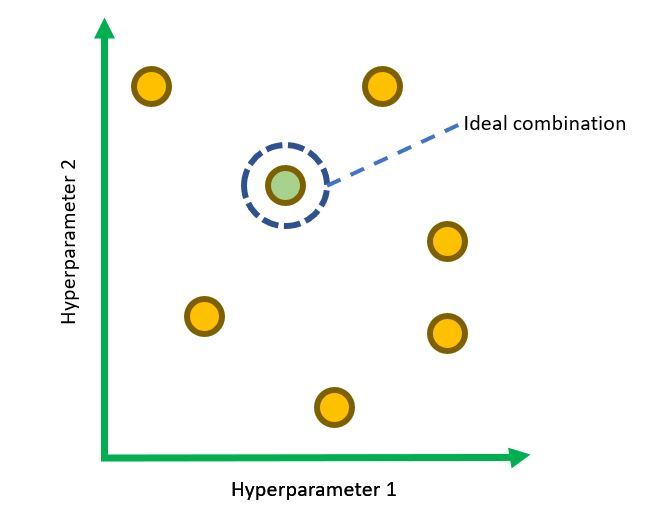 Ideal combination
Hyperparameter 2
Hyperparameter 1